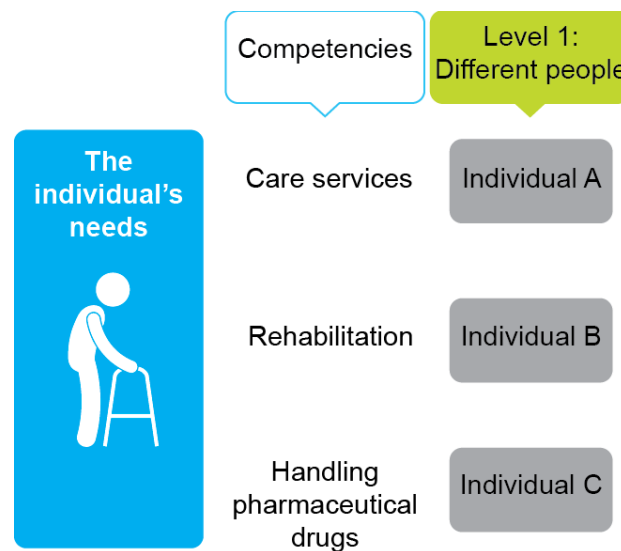 Competencies
Level 1:
Different people
The
individual's
needs
Care services
Individual A
Rehabilitation
Individual B
Handling
pharmaceutical
drugs
Individual C